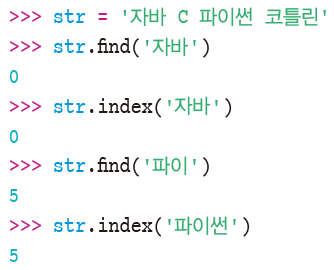 >>> str = '자바 C 파이썬 코틀린'
>>> str.find('자바')
0
>>> str.index('자바')
0
>>> str.find('파이')
5
>>> str.index('파이썬')
5